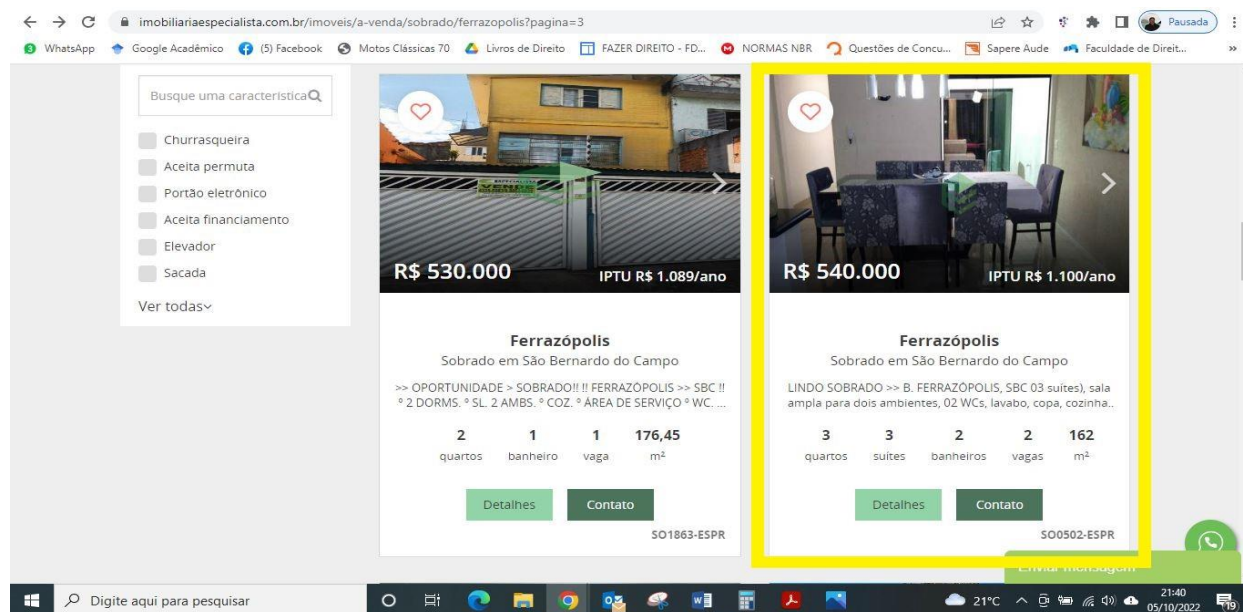 imobiliariaespecialista.com.br/imoveis/a-venda/sobrado/ferrazopolis?pagina=3
Pausada
WhatsApp
Google Acadêmico
(5) Facebook
Motos Clássicas 70
Livros de Direito
FAZER DIREITO - FD...
NORMAS NBR
Questões de Concu...
Sapere Aude
Faculdade de Direit...
»
Busque uma caracteristica
Churrasqueira
Aceita permuta
Portão eletrônico
Aceita financiamento
Elevador
Sacada
Ver todas
VENDE
R$ 530.000
IPTU R$ 1.089/ano
Ferrazópolis
Sobrado em São Bernardo do Campo
>> OPORTUNIDADE > SOBRADO!! !! FERRAZÓPOLIS >> SBC !!
º 2 DORMS. º SL. 2 AMBS. º COZ. º ÁREA DE SERVIÇO º WC. ...
2 1 1 176,45
quartos banheiro vaga m²
Detalhes Contato
SO1863-ESPR
R$ 540.000
IPTU R$ 1.100/ano
Ferrazópolis
Sobrado em São Bernardo do Campo
LINDO SOBRADO >> B. FERRAZÓPOLIS, SBC 03 suítes), sala
ampla para dois ambientes, 02 WCs, lavabo, copa, cozinha..
3 3 2 2 162
quartos suítes banheiros vagas m²
Detalhes Contato
SO0502-ESPR
Enviar mensagem
Digite aqui para pesquisar
21°C
21:40
05/10/2022
19